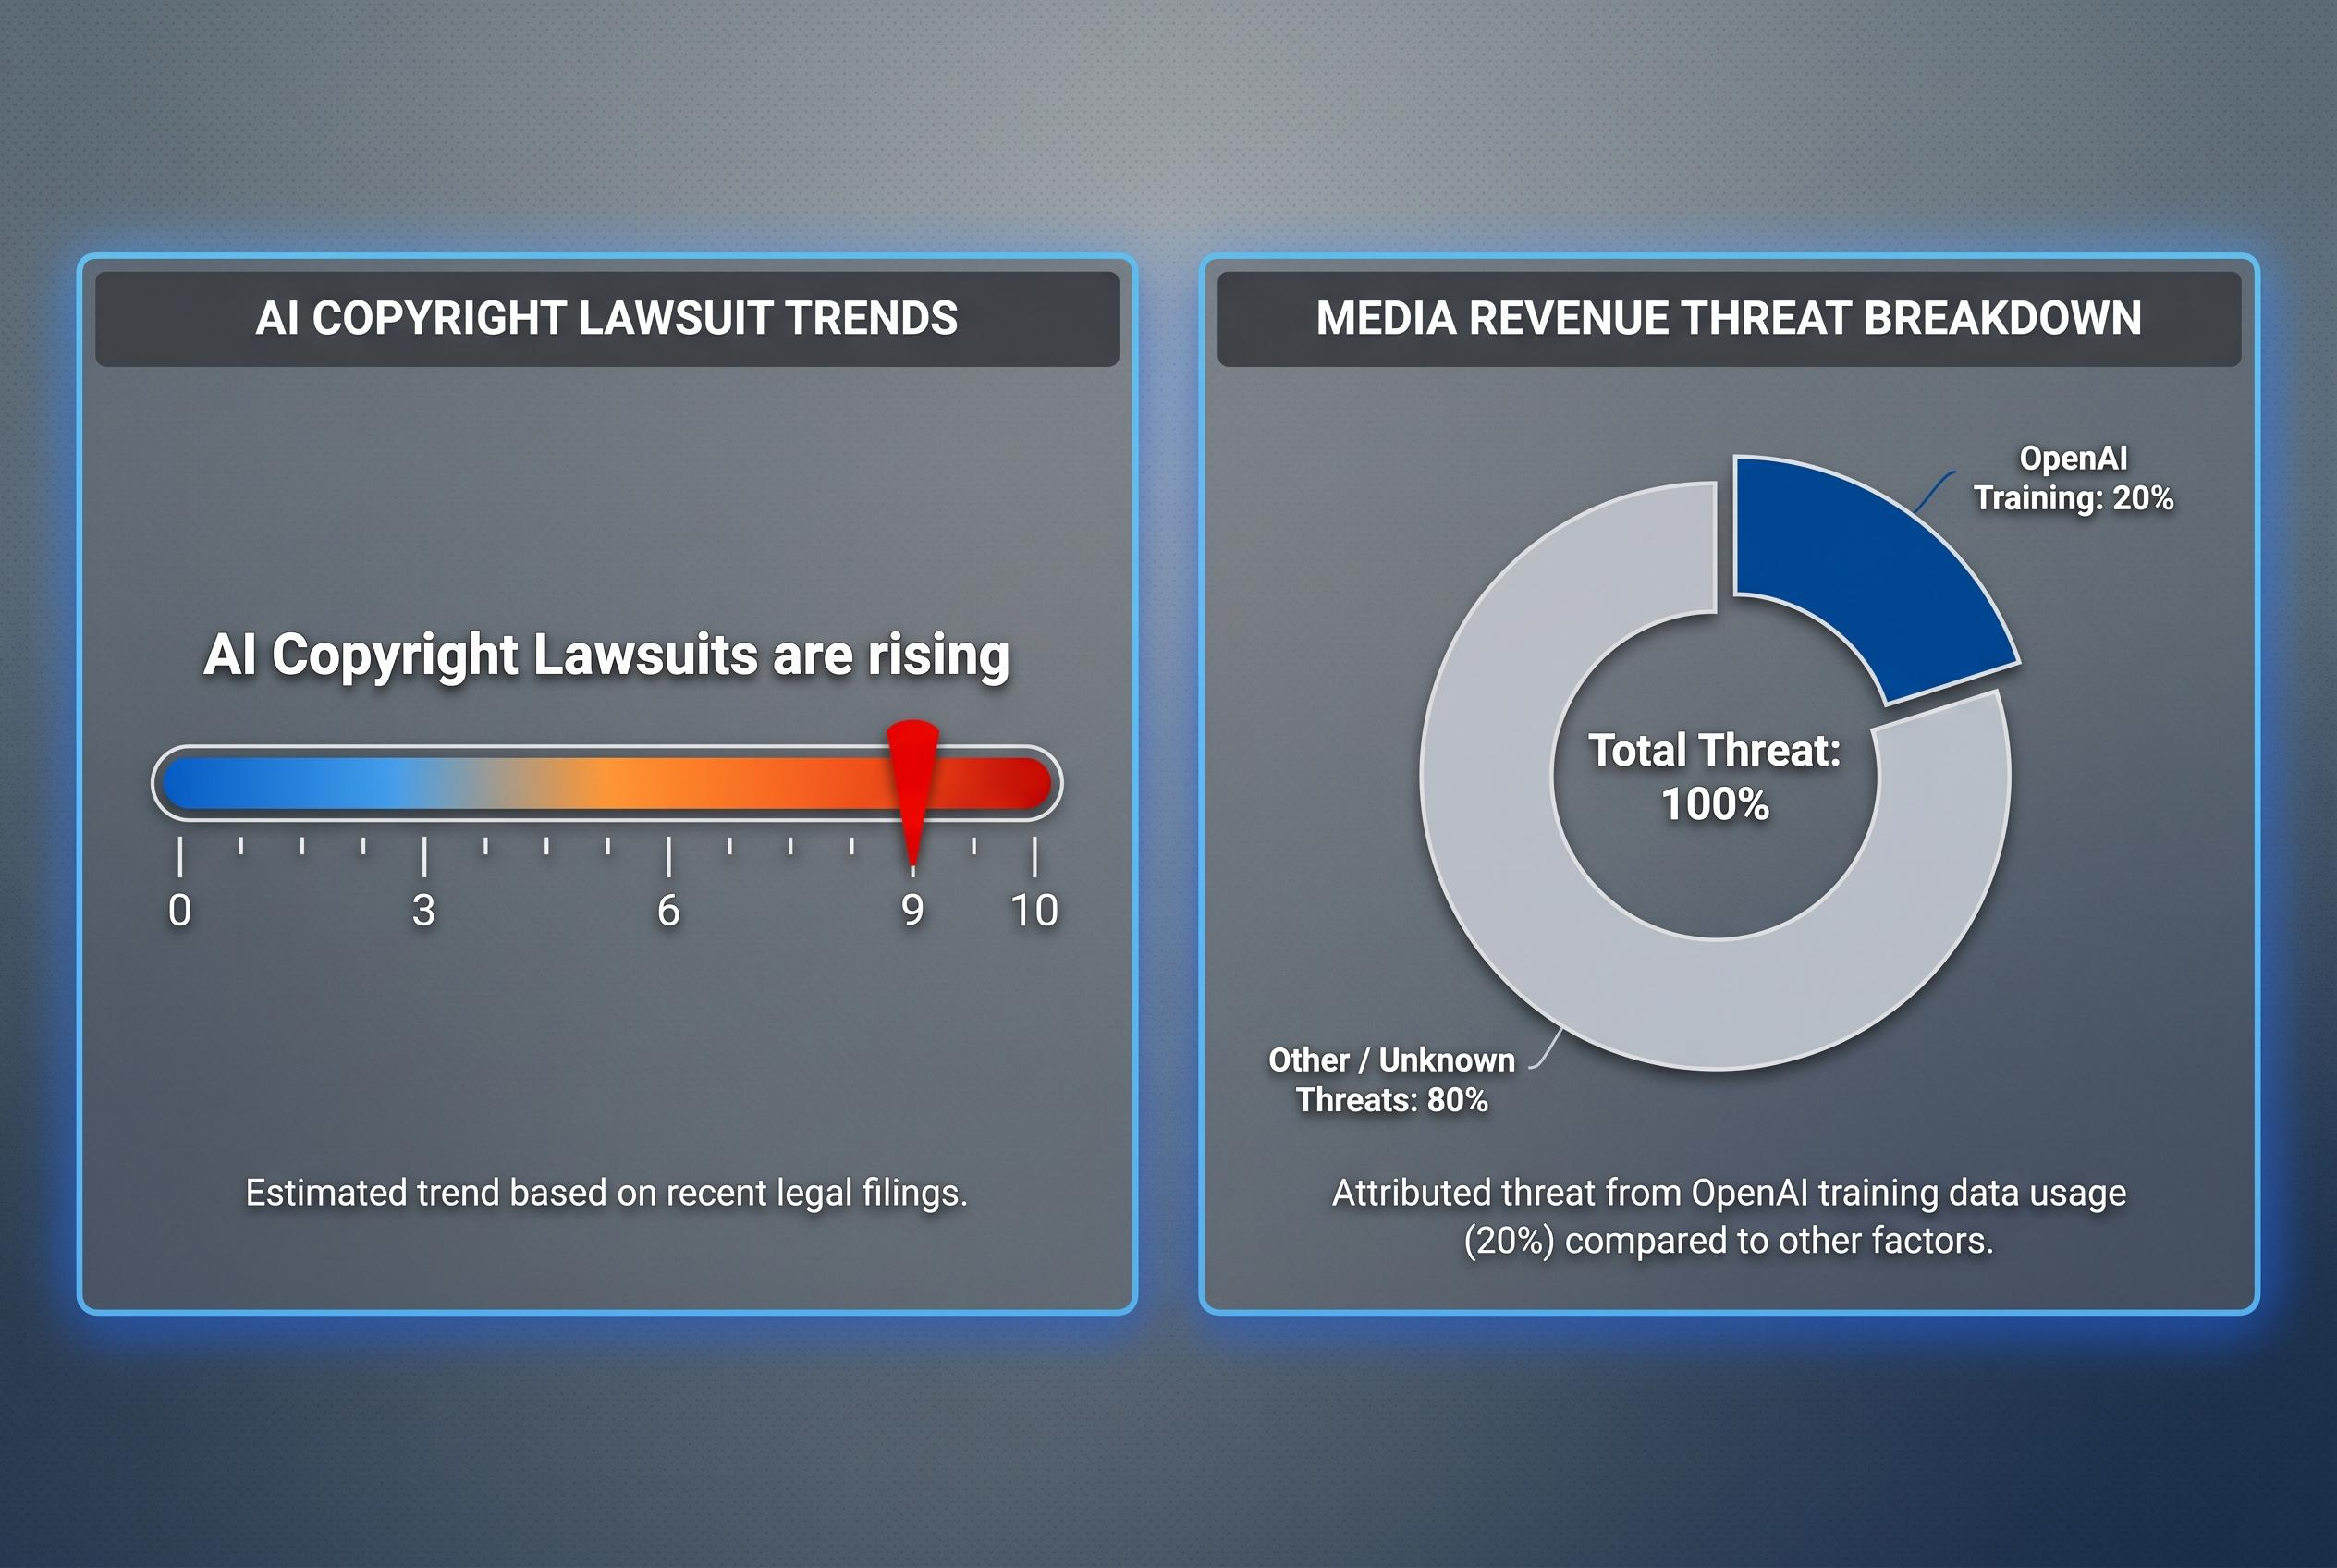 AI COPYRIGHT LAWSUIT TRENDS
AI Copyright Lawsuits are rising
0 3 6 9 10
Estimated trend based on recent legal filings.
MEDIA REVENUE THREAT BREAKDOWN
OpenAI
Training: 20%
Total Threat:
100%
Other / Unknown
Threats: 80%
Attributed threat from OpenAI training data usage
(20%) compared to other factors.